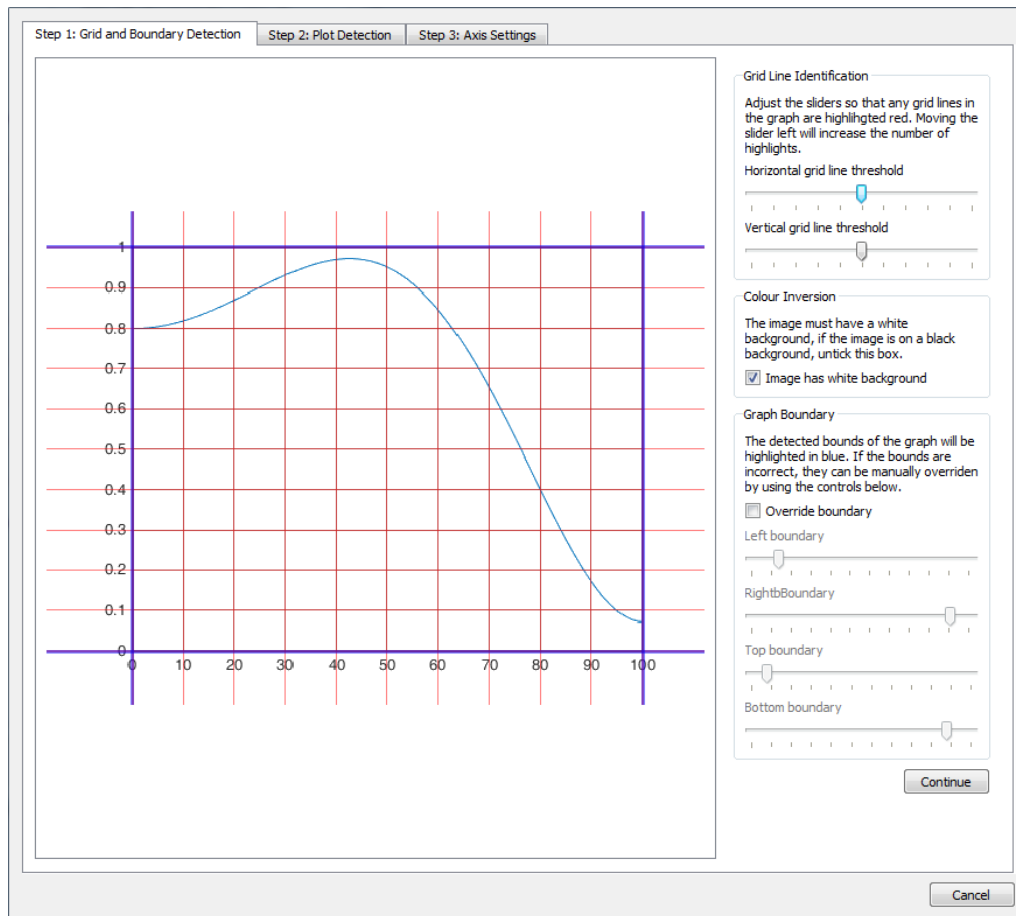 Step 1: Grid and Boundary Detection
Step 2: Plot Detection
Step 3: Axis Settings
1
0.9
0.8
0.7
0.6
0.5
0.4
0.3
0.2
0.1
0
0 10 20 30 40 50 60 70 80 90 100
Grid Line Identification
Adjust the sliders so that any grid lines in
the graph are highlihgted red. Moving the
slider left will increase the number of
highlights.
Horizontal grid line threshold
Vertical grid line threshold
Colour Inversion
The image must have a white
background, if the image is on a black
background, untick this box.
Image has white background
Graph Boundary
The detected bounds of the graph will be
highlighted in blue. If the bounds are
incorrect, they can be manually overriden
by using the controls below.
Override boundary
Left boundary
RightbBoundary
Top boundary
Bottom boundary
Continue
Cancel